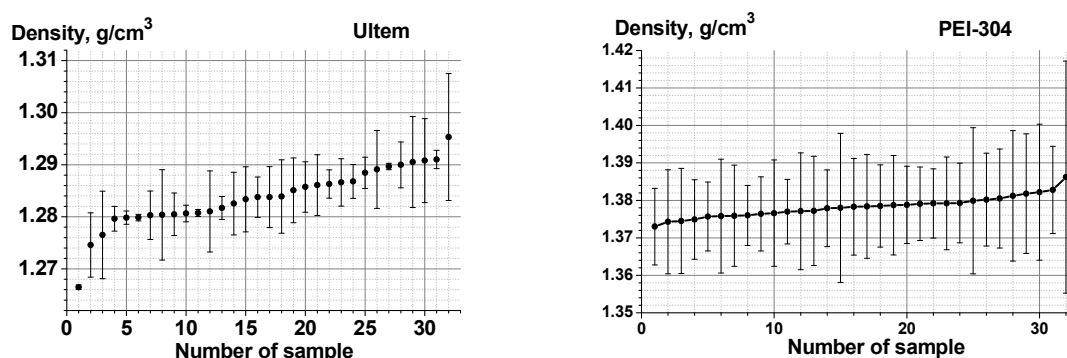 Density, g/cm³ Ultem
1.31
1.30
1.29
1.28
1.27
0 5 10 15 20 25 30
Number of sample
Density, g/cm³ PEI-304
1.42
1.41
1.40
1.39
1.38
1.37
1.36
1.35
0 10 20 30
Number of sample